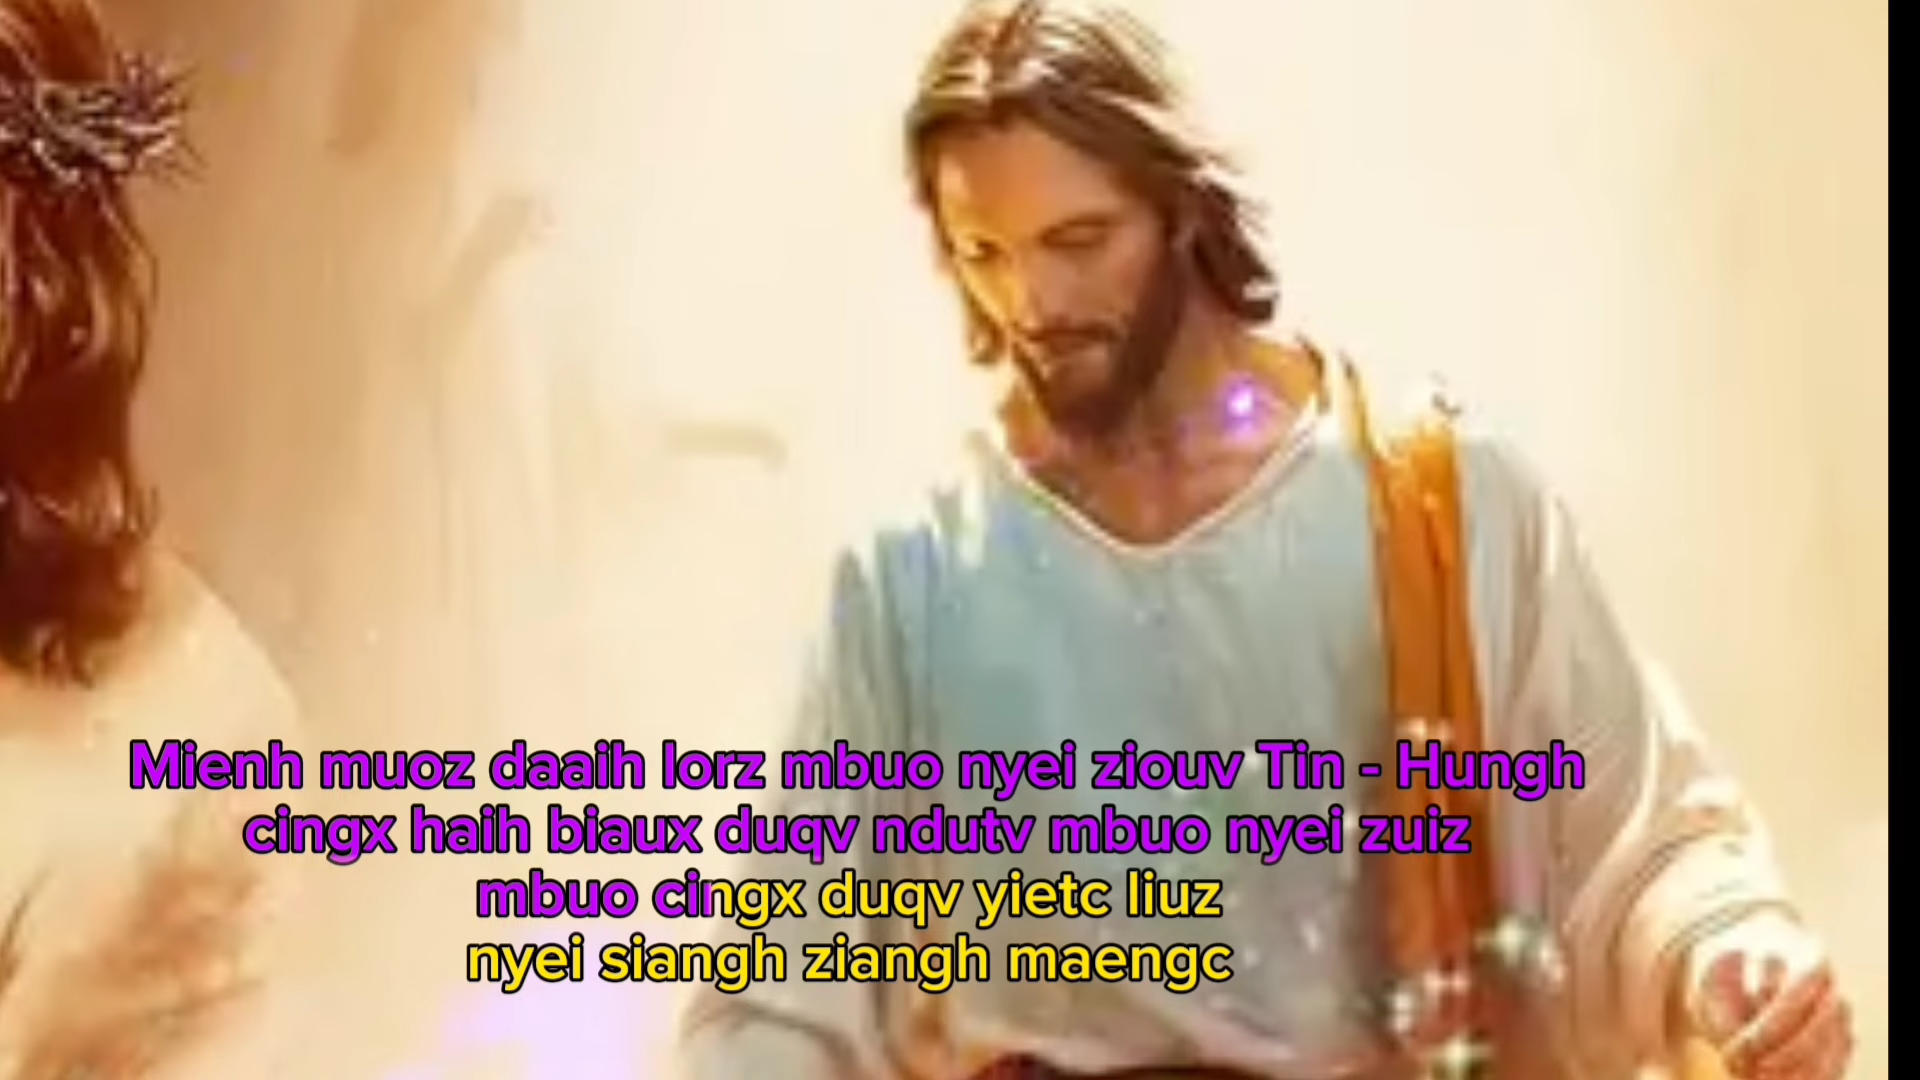 Mienh muoz daaih lorz mbuo nyei ziouv Tin - Hungh
cingx haih biaux duqv ndutv mbuo nyei zuiz
mbuo cingx duqv yietc liuz
nyei siangh ziangh maengc